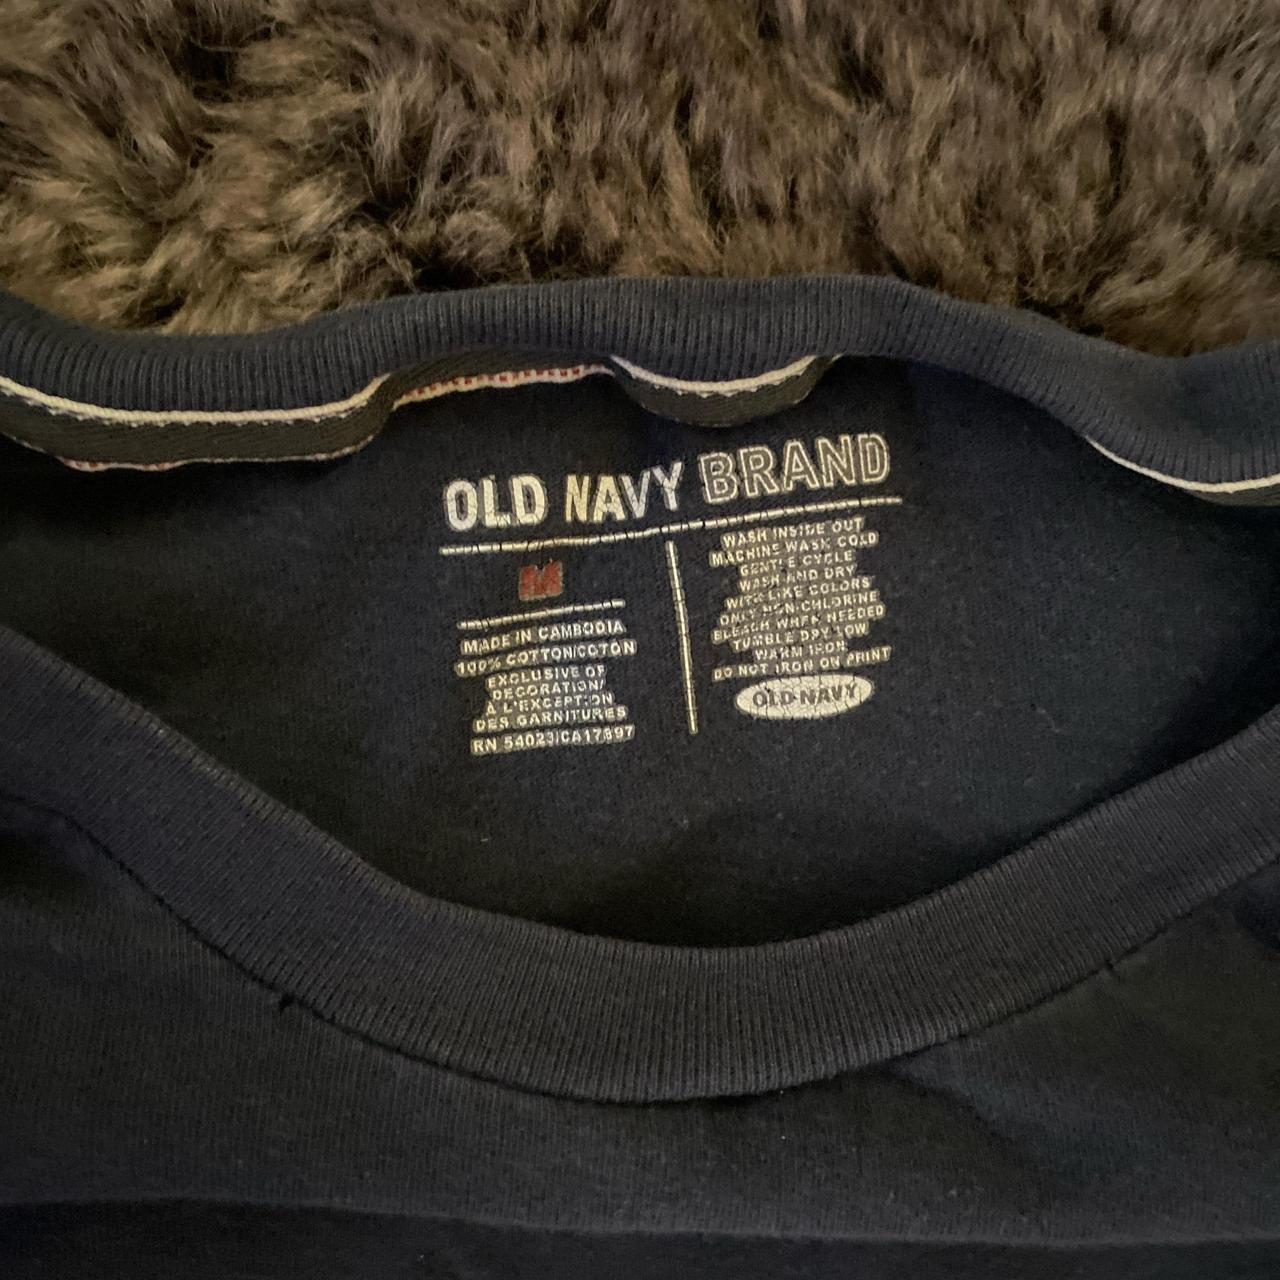 OLD NAVY BRAND
M
MADE IN CAMBODIA
100% COTTON/COTON
EXCLUSIVE OF
DECORATION/
À L'EXCEPTION
DES GARNITURES
RN 54023/CA17897
WASH INSIDE OUT
MACHINE WASH COLD
GENTLE CYCLE
WASH AND DRY
WITH LIKE COLORS
ONLY NON-CHLORINE
BLEACH WHEN NEEDED
TUMBLE DRY LOW
WARM IRON
DO NOT IRON ON PRINT
OLD NAVY